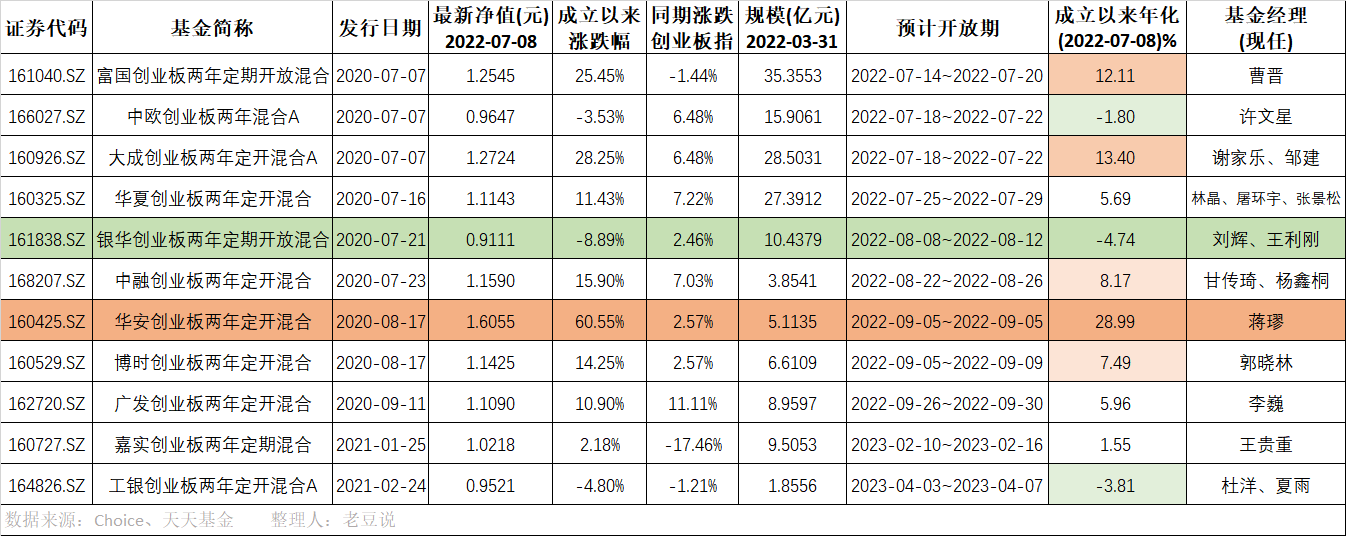 证券代码 基金简称 发行日期 最新净值(元) 2022-07-08 成立以来涨跌幅 同期涨跌创业板指 规模(亿元) 2022-03-31 预计开放期 成立以来年化(2022-07-08)% 基金经理(现任)
161040.SZ 富国创业板两年定期开放混合 2020-07-07 1.2545 25.45% -1.44% 35.3553 2022-07-14~2022-07-20 12.11 曹晋
166027.SZ 中欧创业板两年混合A 2020-07-07 0.9647 -3.53% 6.48% 15.9061 2022-07-18~2022-07-22 -1.80 许文星
160926.SZ 大成创业板两年定开混合A 2020-07-07 1.2724 28.25% 6.48% 28.5031 2022-07-18~2022-07-22 13.40 谢家乐、邹建
160325.SZ 华夏创业板两年定开混合 2020-07-16 1.1143 11.43% 7.22% 27.3912 2022-07-25~2022-07-29 5.69 林晶、屠环宇、张景松
161838.SZ 银华创业板两年定期开放混合 2020-07-21 0.9111 -8.89% 2.46% 10.4379 2022-08-08~2022-08-12 -4.74 刘辉、王利刚
168207.SZ 中融创业板两年定开混合 2020-07-23 1.1590 15.90% 7.03% 3.8541 2022-08-22~2022-08-26 8.17 甘传琦、杨鑫桐
160425.SZ 华安创业板两年定开混合 2020-08-17 1.6055 60.55% 2.57% 5.1135 2022-09-05~2022-09-05 28.99 蒋璆
160529.SZ 博时创业板两年定开混合 2020-08-17 1.1425 14.25% 2.57% 6.6109 2022-09-05~2022-09-09 7.49 郭晓林
162720.SZ 广发创业板两年定开混合 2020-09-11 1.1090 10.90% 11.11% 8.9597 2022-09-26~2022-09-30 5.96 李巍
160727.SZ 嘉实创业板两年定期混合 2021-01-25 1.0218 2.18% -17.46% 9.5053 2023-02-10~2023-02-16 1.55 王贵重
164826.SZ 工银创业板两年定开混合A 2021-02-24 0.9521 -4.80% -1.21% 1.8556 2023-04-03~2023-04-07 -3.81 杜洋、夏雨
数据来源：Choice、天天基金 整理人：老豆说